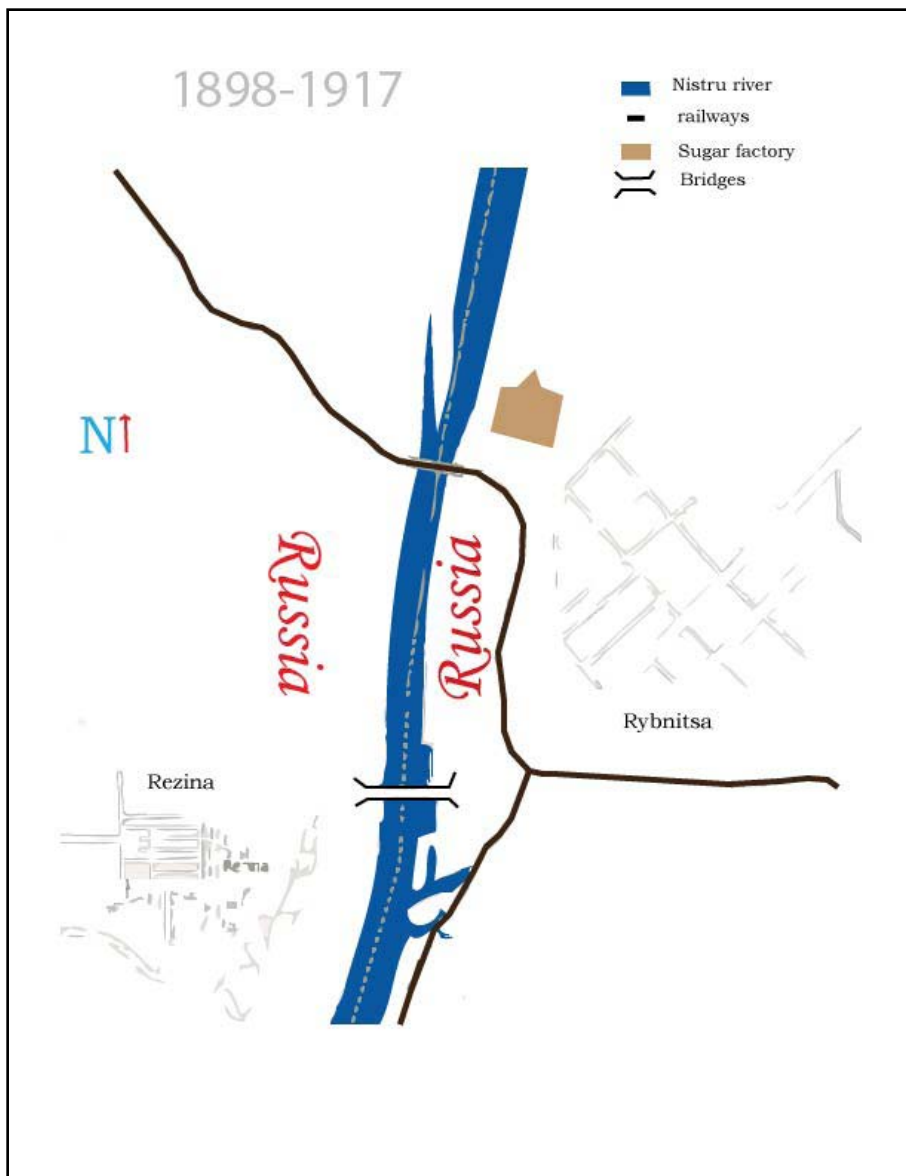 1898-1917
Nistru river
railways
Sugar factory
Bridges
N
Russia
Russia
Rybnitsa
Rezina